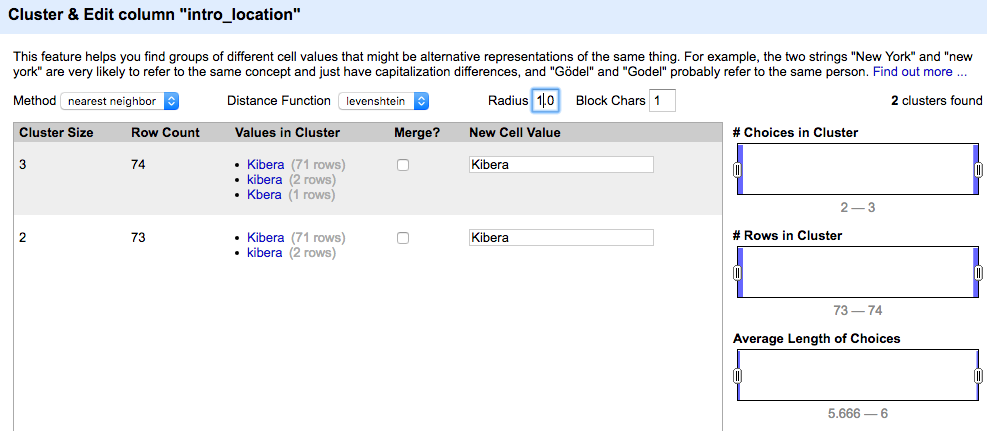 Cluster & Edit column "intro_location"
This feature helps you find groups of different cell values that might be alternative representations of the same thing. For example, the two strings "New York" and "new
york" are very likely to refer to the same concept and just have capitalization differences, and "Gödel" and "Godel" probably refer to the same person. Find out more ...
Method nearest neighbor Distance Function levenshtein Radius 1.0 Block Chars 1 2 clusters found
Cluster Size Row Count Values in Cluster Merge? New Cell Value
3 74 • Kibera (71 rows) Kibera
• kibera (2 rows)
• Kbera (1 rows)
2 73 • Kibera (71 rows) Kibera
• kibera (2 rows)
# Choices in Cluster
2 — 3
# Rows in Cluster
73 — 74
Average Length of Choices
5.666 — 6